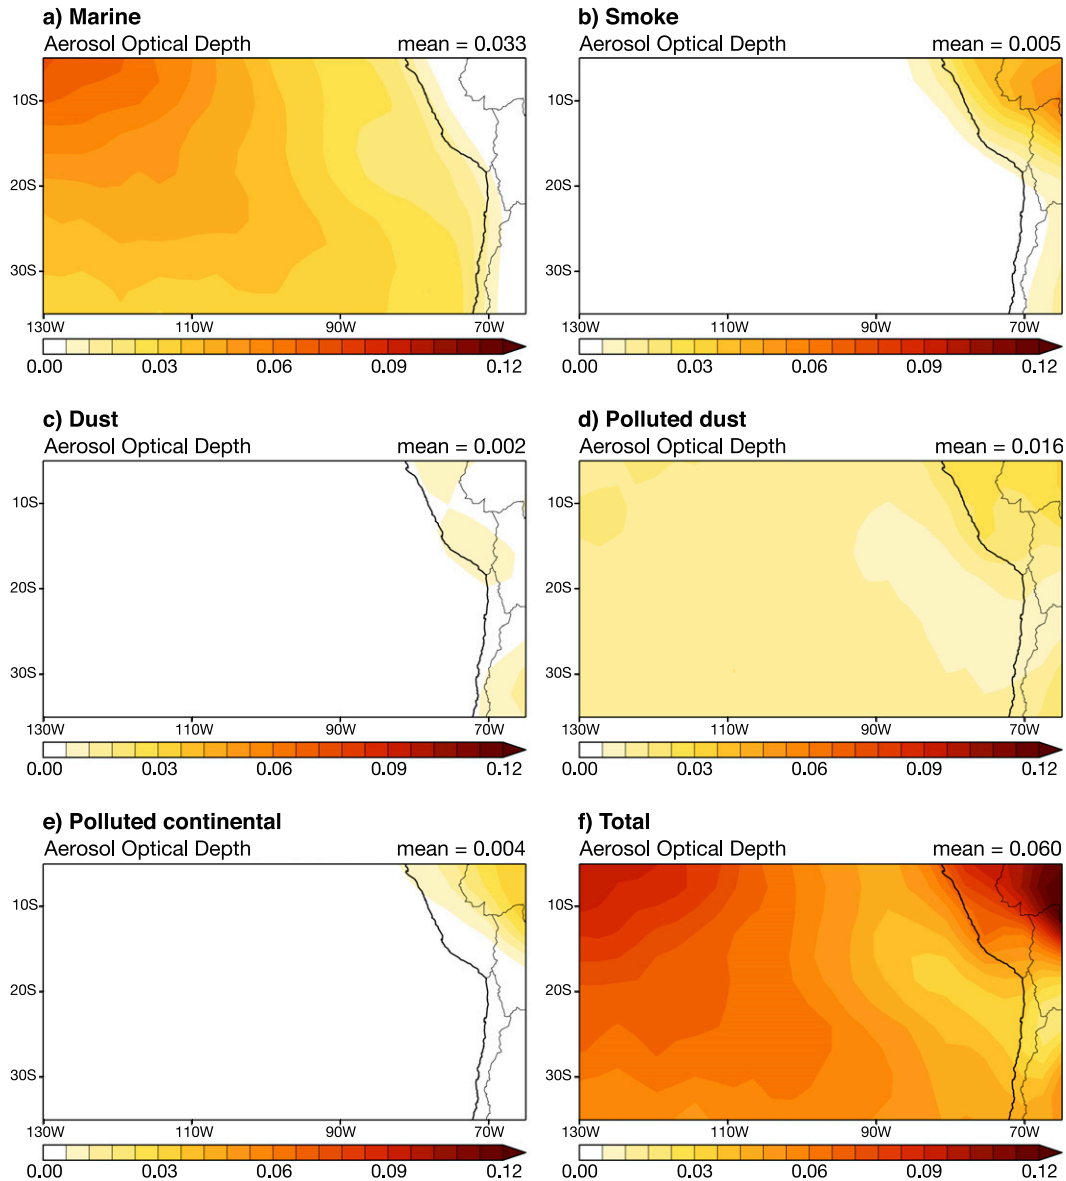 a) Marine
Aerosol Optical Depth mean = 0.033
10S
20S
30S
130W 110W 90W 70W
0.00 0.03 0.06 0.09 0.12
b) Smoke
Aerosol Optical Depth mean = 0.005
10S
20S
30S
130W 110W 90W 70W
0.00 0.03 0.06 0.09 0.12
c) Dust
Aerosol Optical Depth mean = 0.002
10S
20S
30S
130W 110W 90W 70W
0.00 0.03 0.06 0.09 0.12
d) Polluted dust
Aerosol Optical Depth mean = 0.016
10S
20S
30S
130W 110W 90W 70W
0.00 0.03 0.06 0.09 0.12
e) Polluted continental
Aerosol Optical Depth mean = 0.004
10S
20S
30S
130W 110W 90W 70W
0.00 0.03 0.06 0.09 0.12
f) Total
Aerosol Optical Depth mean = 0.060
10S
20S
30S
130W 110W 90W 70W
0.00 0.03 0.06 0.09 0.12